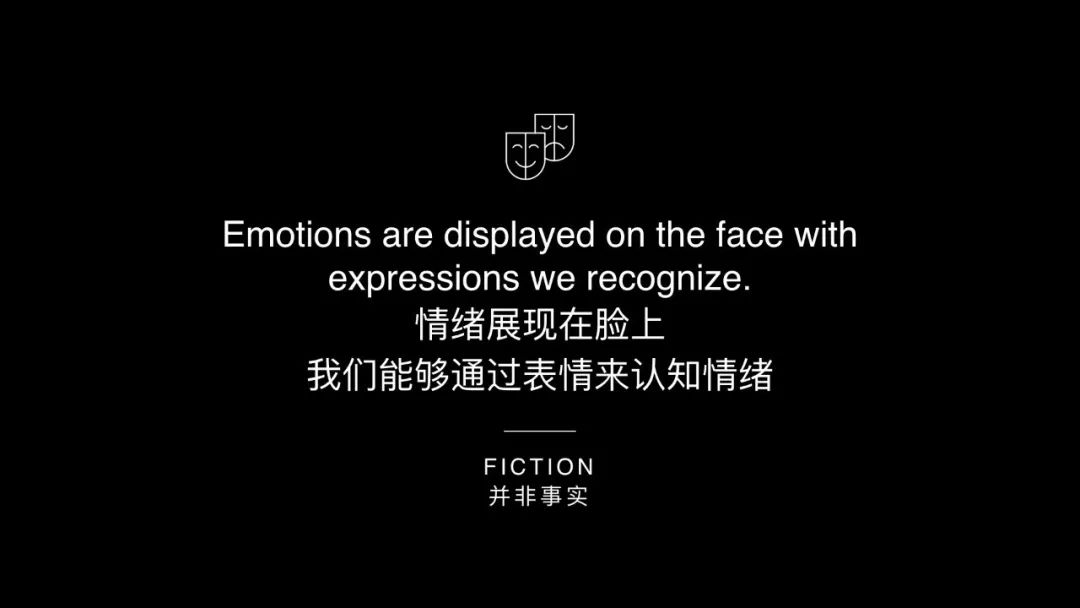 Emotions are displayed on the face with
expressions we recognize.
情绪展现在脸上
我们能够通过表情来认知情绪
FICTION
并非事实